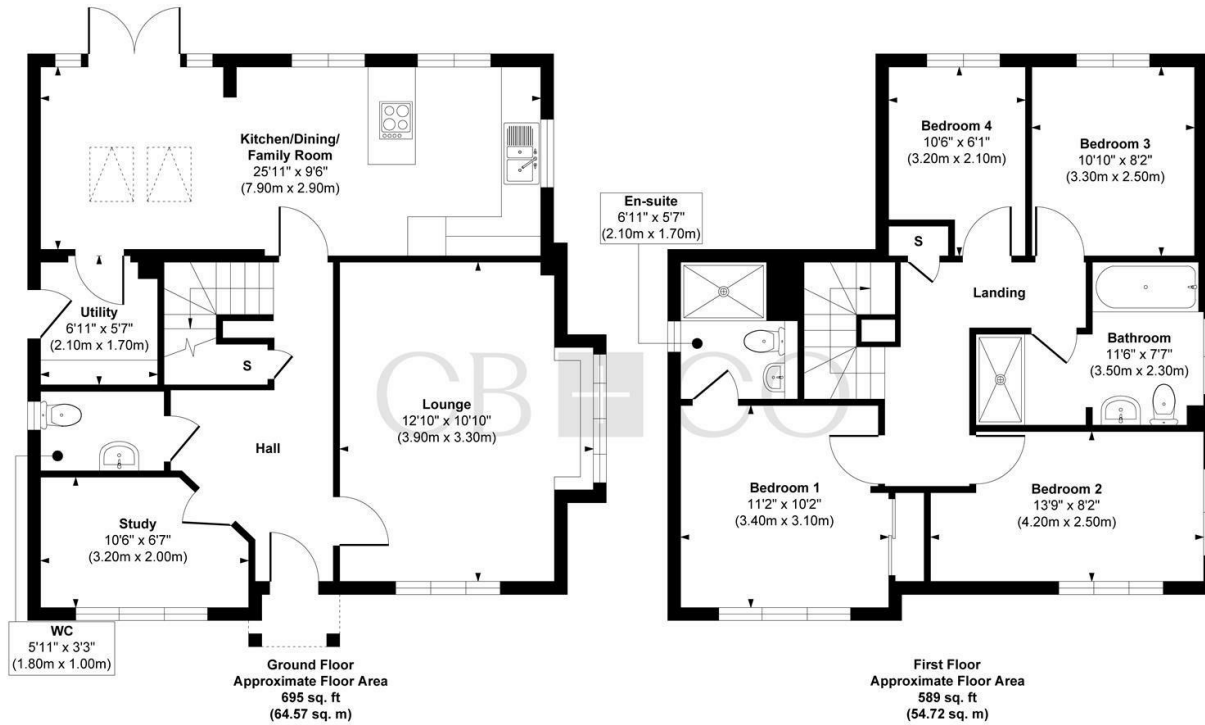 Kitchen/Dining/
Family Room
25'11" x 9'6"
(7.90m x 2.90m)
Utility
6'11" x 5'7"
(2.10m x 1.70m)
S
Lounge
12'10" x 10'10"
(3.90m x 3.30m)
Hall
Study
10'6" x 6'7"
(3.20m x 2.00m)
WC
5'11" x 3'3"
(1.80m x 1.00m)
Ground Floor
Approximate Floor Area
695 sq. ft
(64.57 sq. m)
CB CO
En-suite
6'11" x 5'7"
(2.10m x 1.70m)
Bedroom 4
10'6" x 6'1"
(3.20m x 2.10m)
Bedroom 3
10'10" x 8'2"
(3.30m x 2.50m)
S
Landing
Bathroom
11'6" x 7'7"
(3.50m x 2.30m)
Bedroom 1
11'2" x 10'2"
(3.40m x 3.10m)
Bedroom 2
13'9" x 8'2"
(4.20m x 2.50m)
First Floor
Approximate Floor Area
589 sq. ft
(54.72 sq. m)